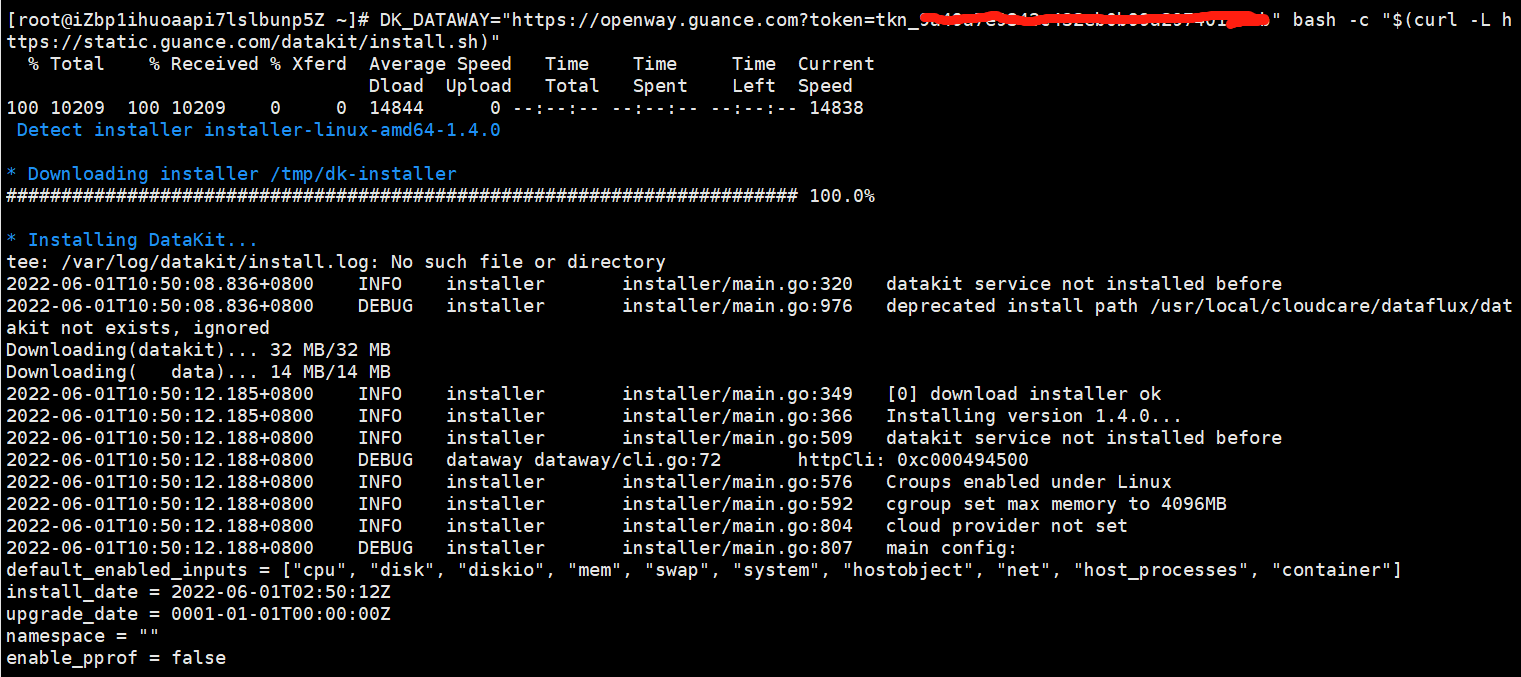 [root@iZbp1ihuoaapi7lslbunp5Z ~]# DK_DATAWAY="https://openway.guance.com?token=tkn_ " bash -c "$(curl -L h
ttps://static.guance.com/datakit/install.sh)"
% Total % Received % Xferd Average Speed Time Time Time Current
Dload Upload Total Spent Left Speed
100 10209 100 10209 0 0 14844 0 --:--:-- --:--:-- --:--:-- 14838
Detect installer installer-linux-amd64-1.4.0
* Downloading installer /tmp/dk-installer
######################################################################## 100.0%
* Installing DataKit...
tee: /var/log/datakit/install.log: No such file or directory
2022-06-01T10:50:08.836+0800 INFO installer installer/main.go:320 datakit service not installed before
2022-06-01T10:50:08.836+0800 DEBUG installer installer/main.go:976 deprecated install path /usr/local/cloudcare/dataflux/dat
akit not exists, ignored
Downloading(datakit)... 32 MB/32 MB
Downloading( data)... 14 MB/14 MB
2022-06-01T10:50:12.185+0800 INFO installer installer/main.go:349 [0] download installer ok
2022-06-01T10:50:12.185+0800 INFO installer installer/main.go:366 Installing version 1.4.0...
2022-06-01T10:50:12.188+0800 INFO installer installer/main.go:509 datakit service not installed before
2022-06-01T10:50:12.188+0800 DEBUG dataway dataway/cli.go:72 httpCli: 0xc000494500
2022-06-01T10:50:12.188+0800 INFO installer installer/main.go:576 Croups enabled under Linux
2022-06-01T10:50:12.188+0800 INFO installer installer/main.go:592 cgroup set max memory to 4096MB
2022-06-01T10:50:12.188+0800 INFO installer installer/main.go:804 cloud provider not set
2022-06-01T10:50:12.188+0800 DEBUG installer installer/main.go:807 main config:
default_enabled_inputs = ["cpu", "disk", "diskio", "mem", "swap", "system", "hostobject", "net", "host_processes", "container"]
install_date = 2022-06-01T02:50:12Z
upgrade_date = 0001-01-01T00:00:00Z
namespace = ""
enable_pprof = false